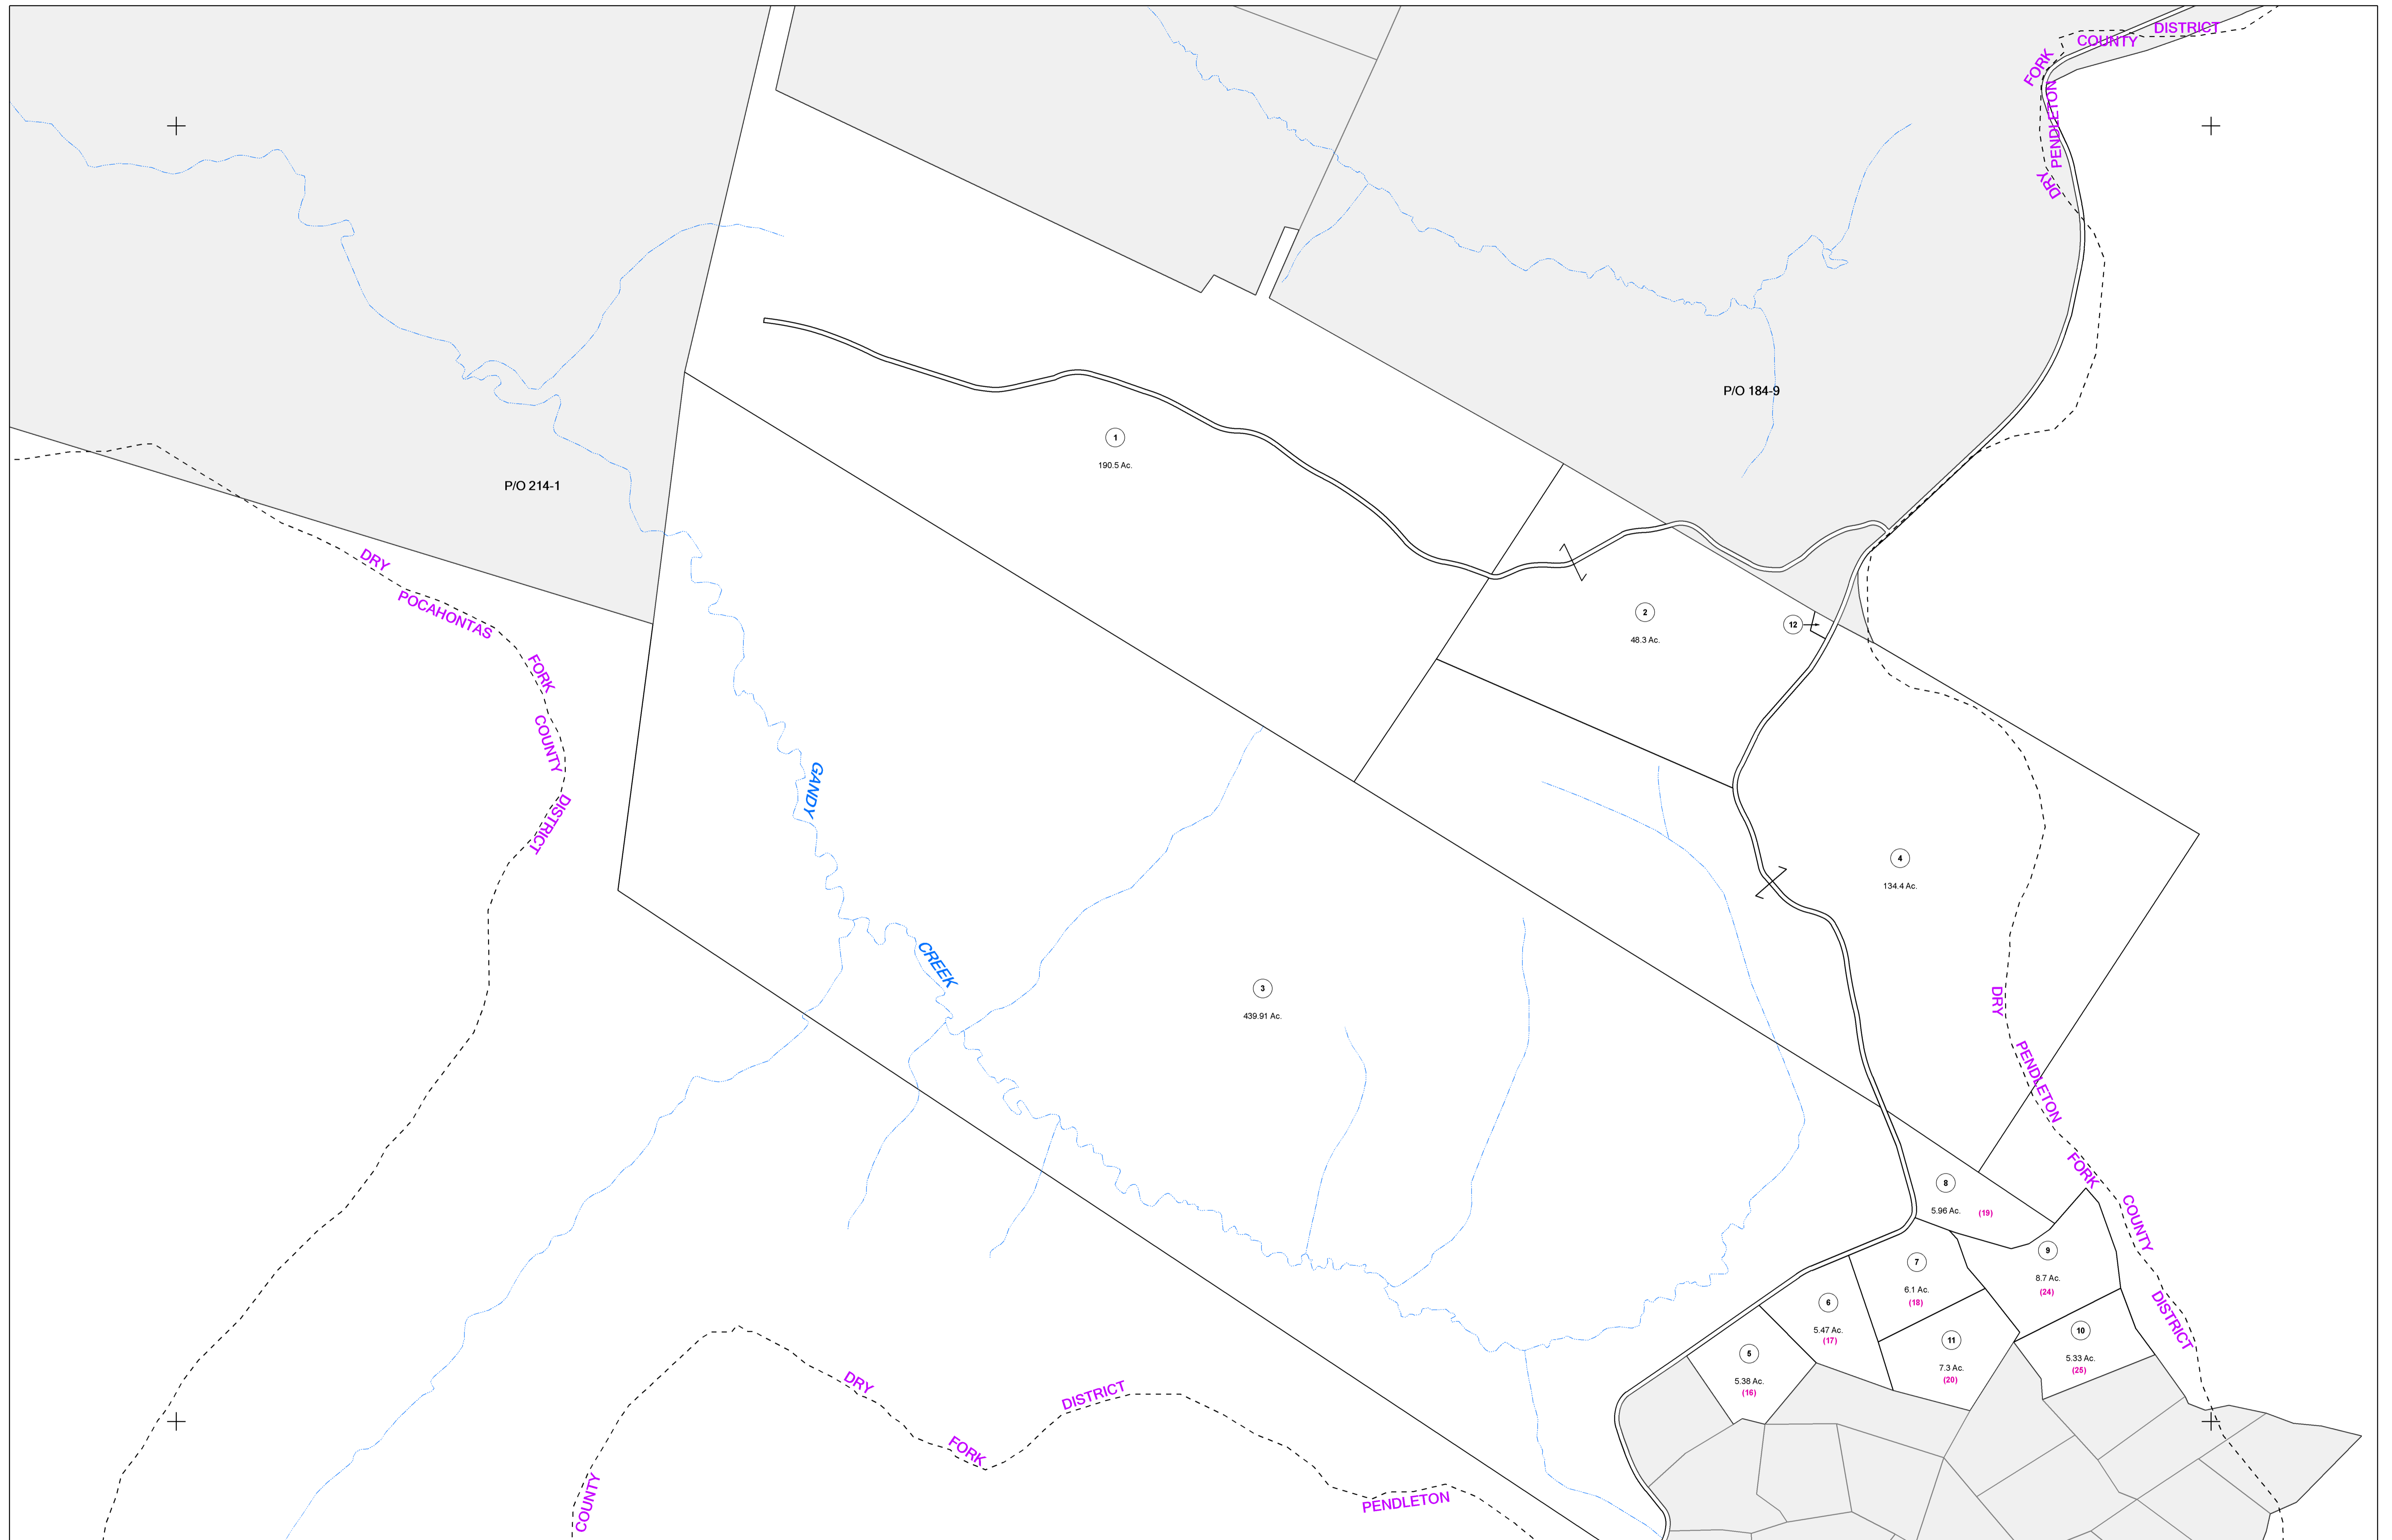 DISTRICT
COUNTY
FORK
PENDLETON
DRY
P/O 184-9
1
190.5 Ac.
P/O 214-1
DRY
POCAHONTAS
FORK
COUNTY
DISTRICT
2
48.3 Ac.
12
GANDY
CREEK
4
134.4 Ac.
3
439.91 Ac.
DRY
PENDLETON
FORK
COUNTY
DISTRICT
8
5.96 Ac.
(19)
9
8.7 Ac.
(24)
7
6.1 Ac.
(18)
6
5.47 Ac.
(17)
10
5.33 Ac.
(25)
11
7.3 Ac.
(20)
5
5.38 Ac.
(16)
DRY
DISTRICT
FORK
COUNTY
PENDLETON